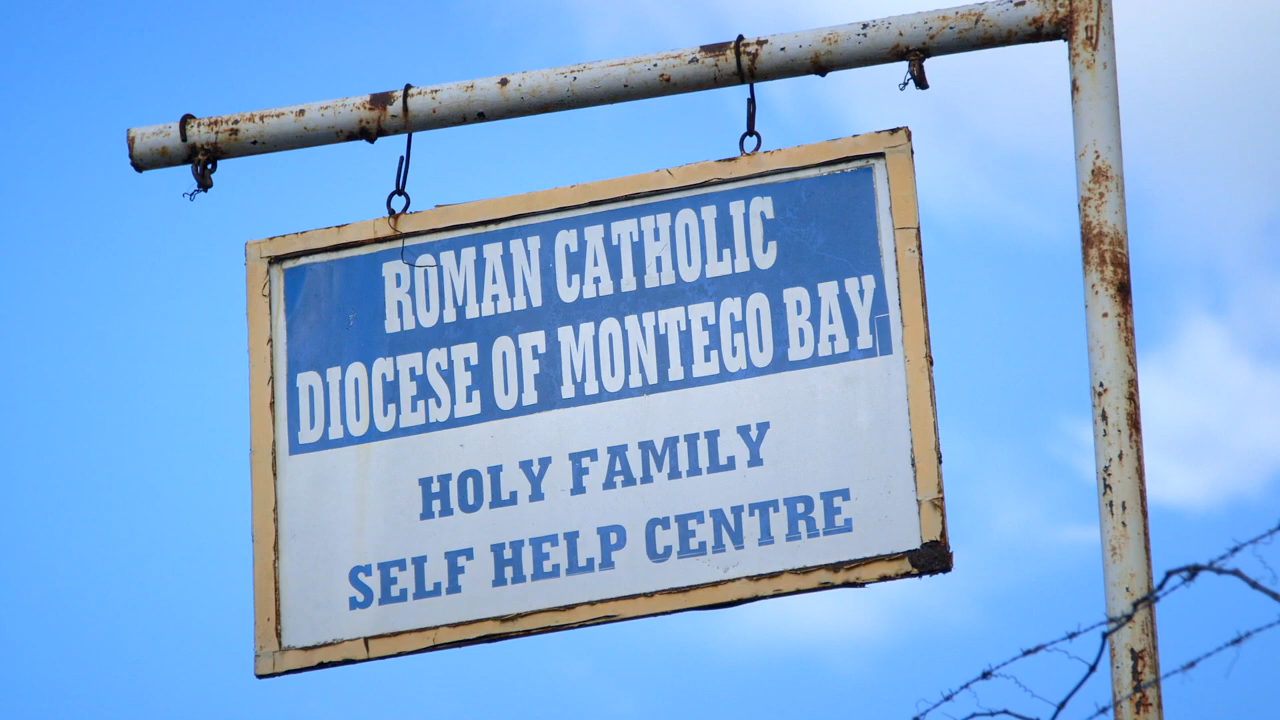 ROMAN CATHOLIC
DIOCESE OF MONTEGO BAY
HOLY FAMILY
SELF HELP CENTRE